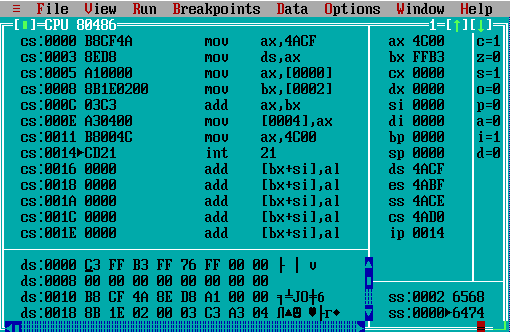 ≡ File View Run Breakpoints Data Options Window Help
[■]=CPU 80486 1=[↑][↓]
cs:0000 B8CF4A mov ax,4ACF ax 4C00 c=1
cs:0003 8ED8 mov ds,ax bx FFB3 z=0
cs:0005 A10000 mov ax,[0000] cx 0000 s=1
cs:0008 8B1E0200 mov bx,[0002] dx 0000 o=0
cs:000C 03C3 add ax,bx si 0000 p=0
cs:000E A30400 mov [0004],ax di 0000 a=0
cs:0011 B8004C mov ax,4C00 bp 0000 i=1
cs:0014►CD21 int 21 sp 0000 d=0
cs:0016 0000 add [bx+si],al ds 4ACF
cs:0018 0000 add [bx+si],al es 4ABF
cs:001A 0000 add [bx+si],al ss 4ACE
cs:001C 0000 add [bx+si],al cs 4AD0
cs:001E 0000 add [bx+si],al ip 0014
ds:0000 C3 FF B3 FF 76 FF 00 00 ├ │ v
ds:0008 00 00 00 00 00 00 00 00
ds:0010 B8 CF 4A 8E D8 A1 00 00 ╕╧JÄ╪í ss:0002 6568
ds:0018 8B 1E 02 00 03 C3 A3 04 ss:0000►6474